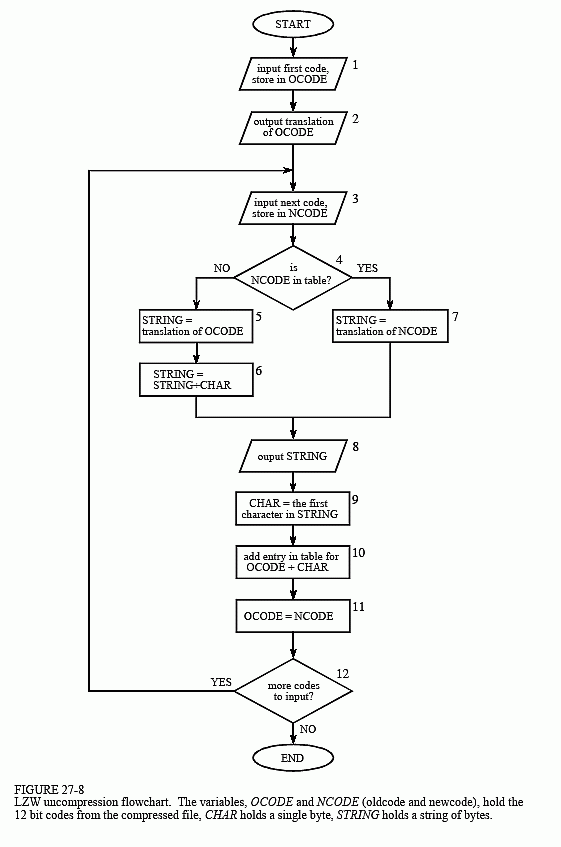 START
1
input first code,
store in OCODE
2
output translation
of OCODE
3
input next code,
store in NCODE
4
is
NCODE in table?
NO
YES
5
STRING =
translation of OCODE
7
STRING =
translation of NCODE
6
STRING =
STRING+CHAR
8
ouput STRING
9
CHAR = the first
character in STRING
10
add entry in table for
OCODE + CHAR
11
OCODE = NCODE
12
more codes
to input?
YES
NO
END
FIGURE 27-8
LZW uncompression flowchart. The variables, OCODE and NCODE (oldcode and newcode), hold the
12 bit codes from the compressed file, CHAR holds a single byte, STRING holds a string of bytes.